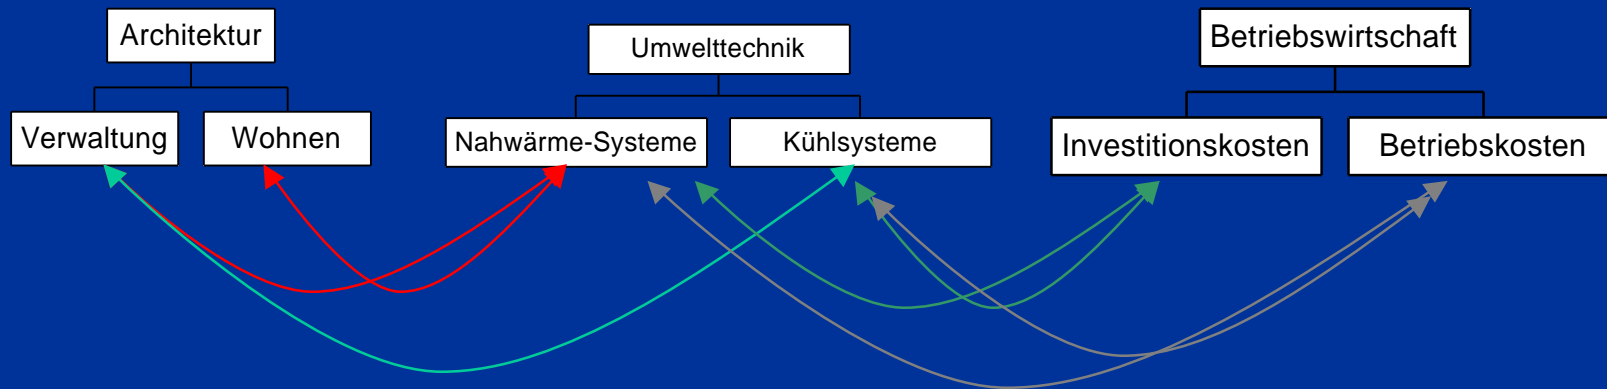 Architektur
Umwelttechnik
Betriebswirtschaft
Verwaltung
Wohnen
Nahwärme-Systeme
Kühlsysteme
Investitionskosten
Betriebskosten